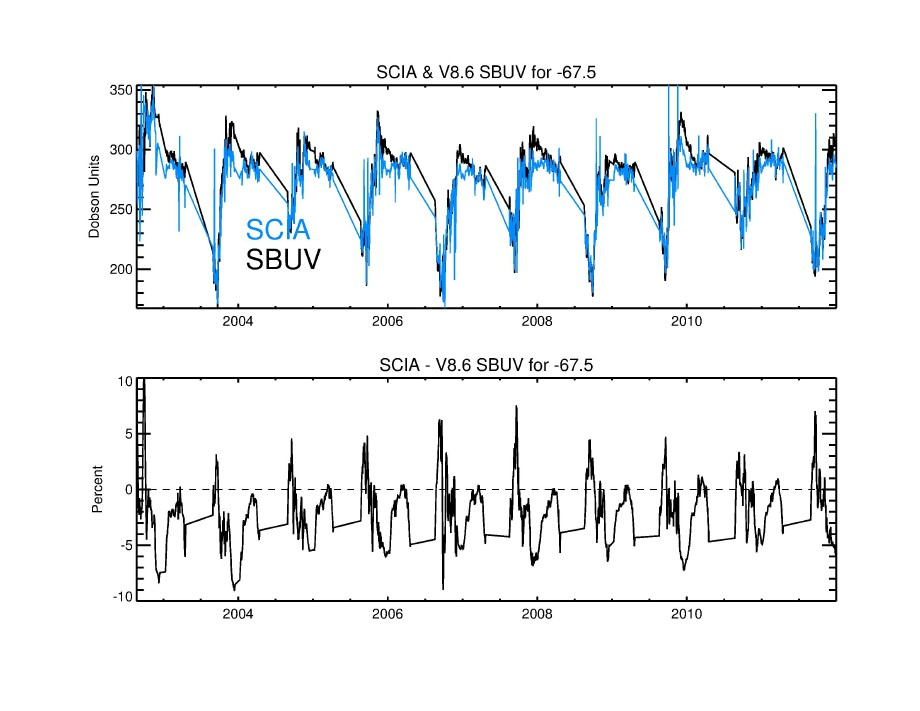 SCIA & V8.6 SBUV for -67.5
350
300
250
200
Dobson Units
SCIA
SBUV
2004 2006 2008 2010
SCIA - V8.6 SBUV for -67.5
10
5
0
-5
-10
Percent
2004 2006 2008 2010